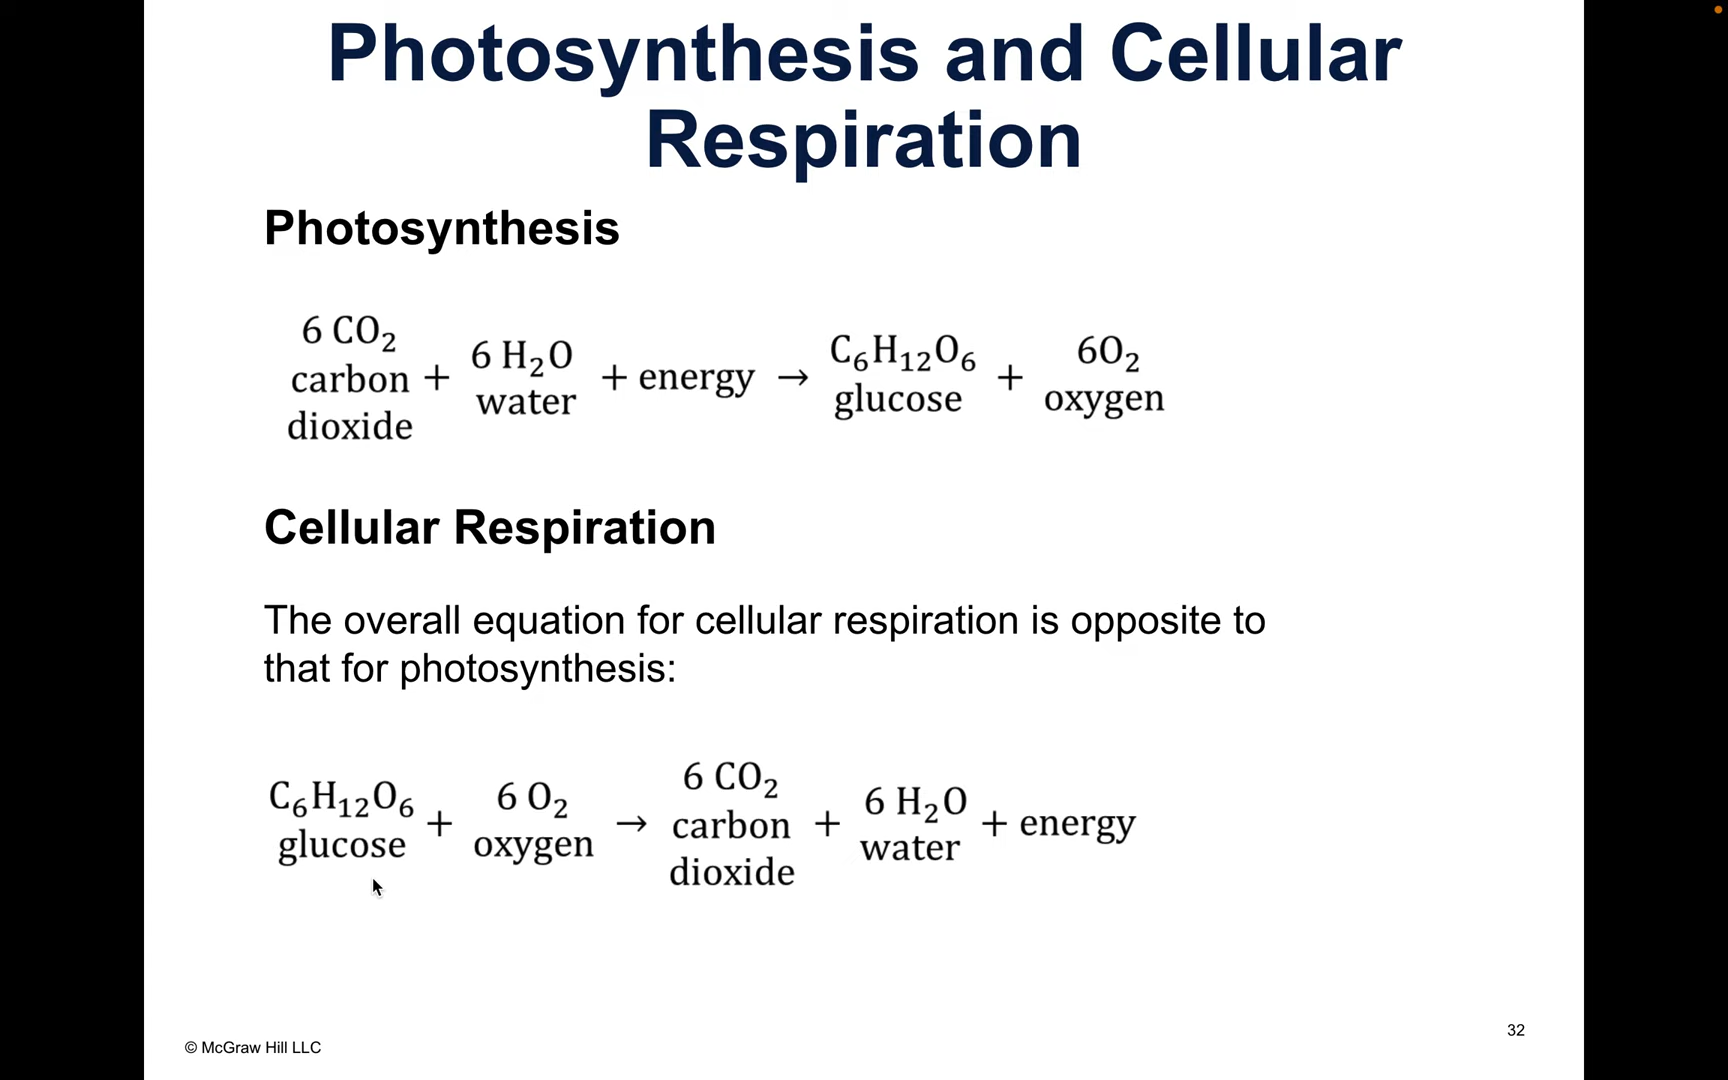 Photosynthesis and Cellular
Respiration
Photosynthesis
6 CO₂ carbon dioxide + 6 H₂O water + energy → C₆H₁₂O₆ glucose + 6O₂ oxygen
Cellular Respiration
The overall equation for cellular respiration is opposite to
that for photosynthesis:
C₆H₁₂O₆ glucose + 6 O₂ oxygen → 6 CO₂ carbon dioxide + 6 H₂O water + energy
32
© McGraw Hill LLC